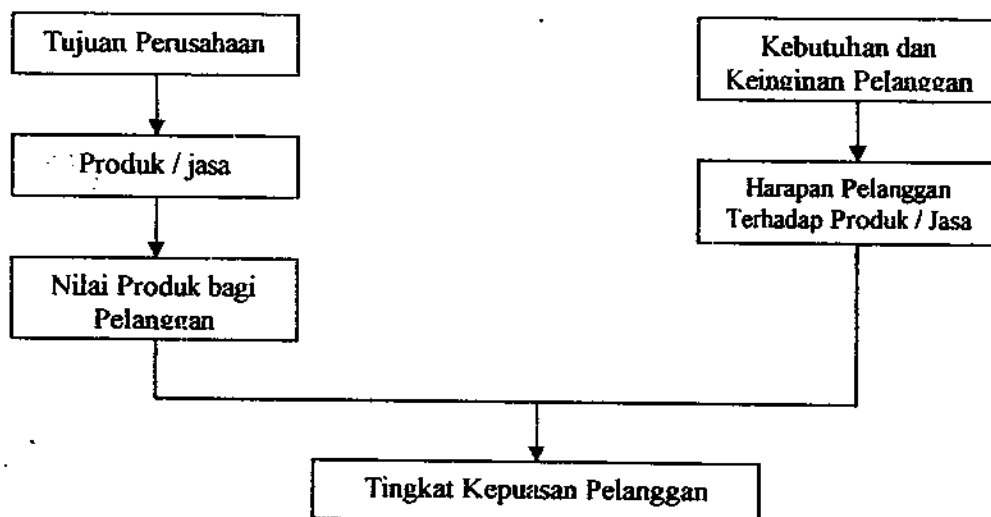 Tujuan Perusahaan
Produk / jasa
Nilai Produk bagi
Pelanggan
Kebutuhan dan
Keinginan Pelanggan
Harapan Pelanggan
Terhadap Produk / Jasa
Tingkat Kepuasan Pelanggan